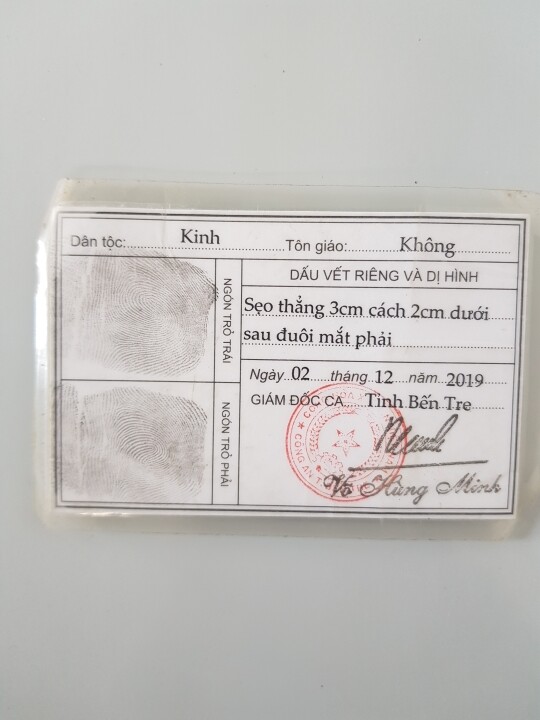 Dân tộc: Kinh Tôn giáo: Không
NGÓN TRỎ TRÁI
NGÓN TRỎ PHẢI
DẤU VẾT RIÊNG VÀ DỊ HÌNH
Sẹo thẳng 3cm cách 2cm dưới
sau đuôi mắt phải
Ngày 02 tháng 12 năm 2019
GIÁM ĐỐC CA Tỉnh Bến Tre
Võ Hùng Minh